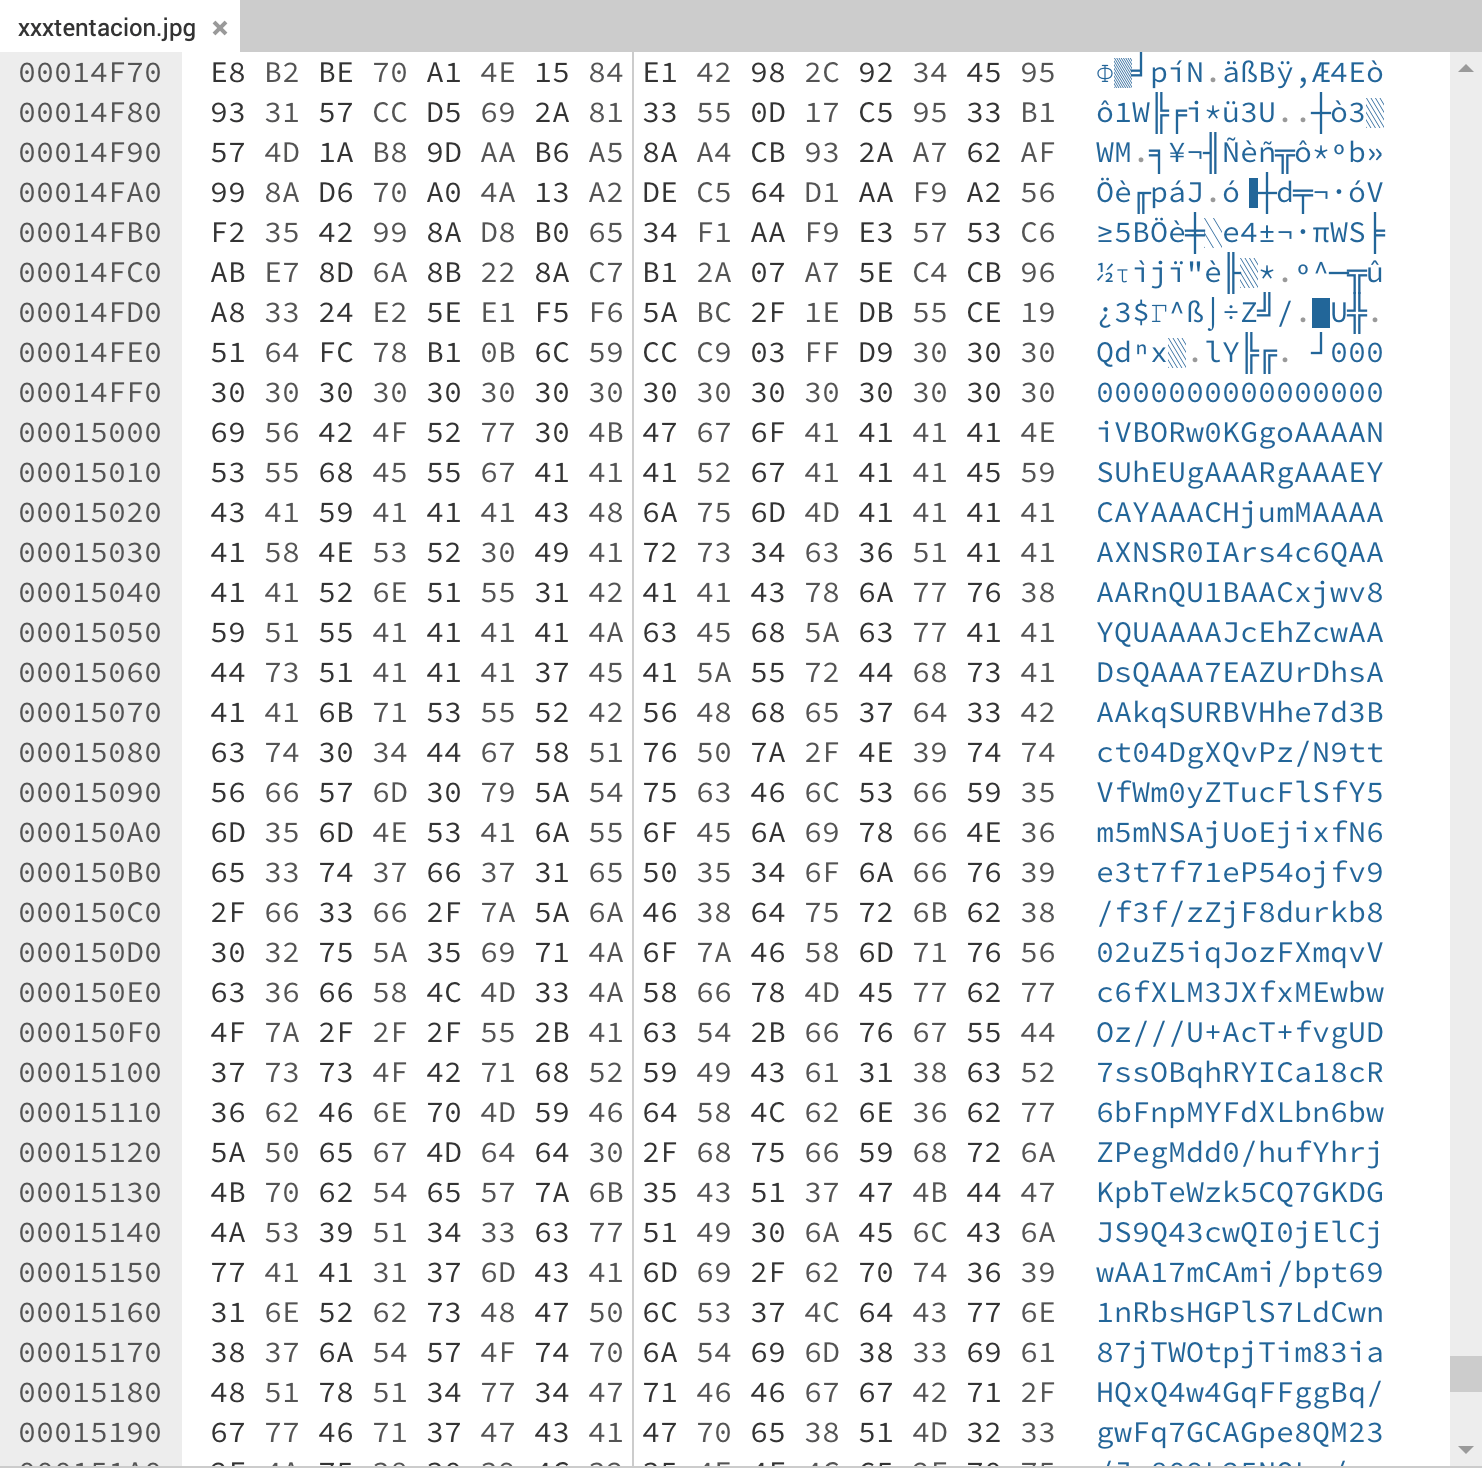 xxxtentacion.jpg ×
00014F70 E8 B2 BE 70 A1 4E 15 84 E1 42 98 2C 92 34 45 95 Φ▒╛píN.äßBÿ,Æ4Eò
00014F80 93 31 57 CC D5 69 2A 81 33 55 0D 17 C5 95 33 B1 ô1W╠╒i*ü3U..┼ò3▒
00014F90 57 4D 1A B8 9D AA B6 A5 8A A4 CB 93 2A A7 62 AF WM.╕¥¬╢Ñèñ╦ô*ºb»
00014FA0 99 8A D6 70 A0 4A 13 A2 DE C5 64 D1 AA F9 A2 56 Öè╓páJ.ó▐┼d╤¬·óV
00014FB0 F2 35 42 99 8A D8 B0 65 34 F1 AA F9 E3 57 53 C6 ≥5BÖè╪░e4±¬·πWS╞
00014FC0 AB E7 8D 6A 8B 22 8A C7 B1 2A 07 A7 5E C4 CB 96 ½τìjï"è╟▒*.º^─╦û
00014FD0 A8 33 24 E2 5E E1 F5 F6 5A BC 2F 1E DB 55 CE 19 ¿3$Γ^ß⌡÷Z╝/.█U╬.
00014FE0 51 64 FC 78 B1 0B 6C 59 CC C9 03 FF D9 30 30 30 Qdⁿx▒.lY╠╔. ┘000
00014FF0 30 30 30 30 30 30 30 30 30 30 30 30 30 30 30 30 0000000000000000
00015000 69 56 42 4F 52 77 30 4B 47 67 6F 41 41 41 41 4E iVBORw0KGgoAAAAN
00015010 53 55 68 45 55 67 41 41 41 52 67 41 41 41 45 59 SUhEUgAAARgAAAEY
00015020 43 41 59 41 41 41 43 48 6A 75 6D 4D 41 41 41 41 CAYAAACHjumMAAAA
00015030 41 58 4E 53 52 30 49 41 72 73 34 63 36 51 41 41 AXNSR0IArs4c6QAA
00015040 41 41 52 6E 51 55 31 42 41 41 43 78 6A 77 76 38 AARnQU1BAACxjwv8
00015050 59 51 55 41 41 41 41 4A 63 45 68 5A 63 77 41 41 YQUAAAAJcEhZcwAA
00015060 44 73 51 41 41 41 37 45 41 5A 55 72 44 68 73 41 DsQAAA7EAZUrDhsA
00015070 41 41 6B 71 53 55 52 42 56 48 68 65 37 64 33 42 AAkqSURBVHhe7d3B
00015080 63 74 30 34 44 67 58 51 76 50 7A 2F 4E 39 74 74 ct04DgXQvPz/N9tt
00015090 56 66 57 6D 30 79 5A 54 75 63 46 6C 53 66 59 35 VfWm0yZTucFlSfY5
000150A0 6D 35 6D 4E 53 41 6A 55 6F 45 6A 69 78 66 4E 36 m5mNSAjUoEjixfN6
000150B0 65 33 74 37 66 37 31 65 50 35 34 6F 6A 66 76 39 e3t7f71eP54ojfv9
000150C0 2F 66 33 66 2F 7A 5A 6A 46 38 64 75 72 6B 62 38 /f3f/zZjF8durkb8
000150D0 30 32 75 5A 35 69 71 4A 6F 7A 46 58 6D 71 76 56 02uZ5iqJozFXmqvV
000150E0 63 36 66 58 4C 4D 33 4A 58 66 78 4D 45 77 62 77 c6fXLM3JXfxMEwbw
000150F0 4F 7A 2F 2F 2F 55 2B 41 63 54 2B 66 76 67 55 44 Oz///U+AcT+fvgUD
00015100 37 73 73 4F 42 71 68 52 59 49 43 61 31 38 63 52 7ssOBqhRYICa18cR
00015110 36 62 46 6E 70 4D 59 46 64 58 4C 62 6E 36 62 77 6bFnpMYFdXLbn6bw
00015120 5A 50 65 67 4D 64 64 30 2F 68 75 66 59 68 72 6A ZPegMdd0/hufYhrj
00015130 4B 70 62 54 65 57 7A 6B 35 43 51 37 47 4B 44 47 KpbTeWzk5CQ7GKDG
00015140 4A 53 39 51 34 33 63 77 51 49 30 6A 45 6C 43 6A JS9Q43cwQI0jElCj
00015150 77 41 41 31 37 6D 43 41 6D 69 2F 62 70 74 36 39 wAA17mCAmi/bpt69
00015160 31 6E 52 62 73 48 47 50 6C 53 37 4C 64 43 77 6E 1nRbsHGPlS7LdCwn
00015170 38 37 6A 54 57 4F 74 70 6A 54 69 6D 38 33 69 61 87jTWOtpjTim83ia
00015180 48 51 78 51 34 77 34 47 71 46 46 67 67 42 71 2F HQxQ4w4GqFFggBq/
00015190 67 77 46 71 37 47 43 41 47 70 65 38 51 4D 32 33 gwFq7GCAGpe8QM23